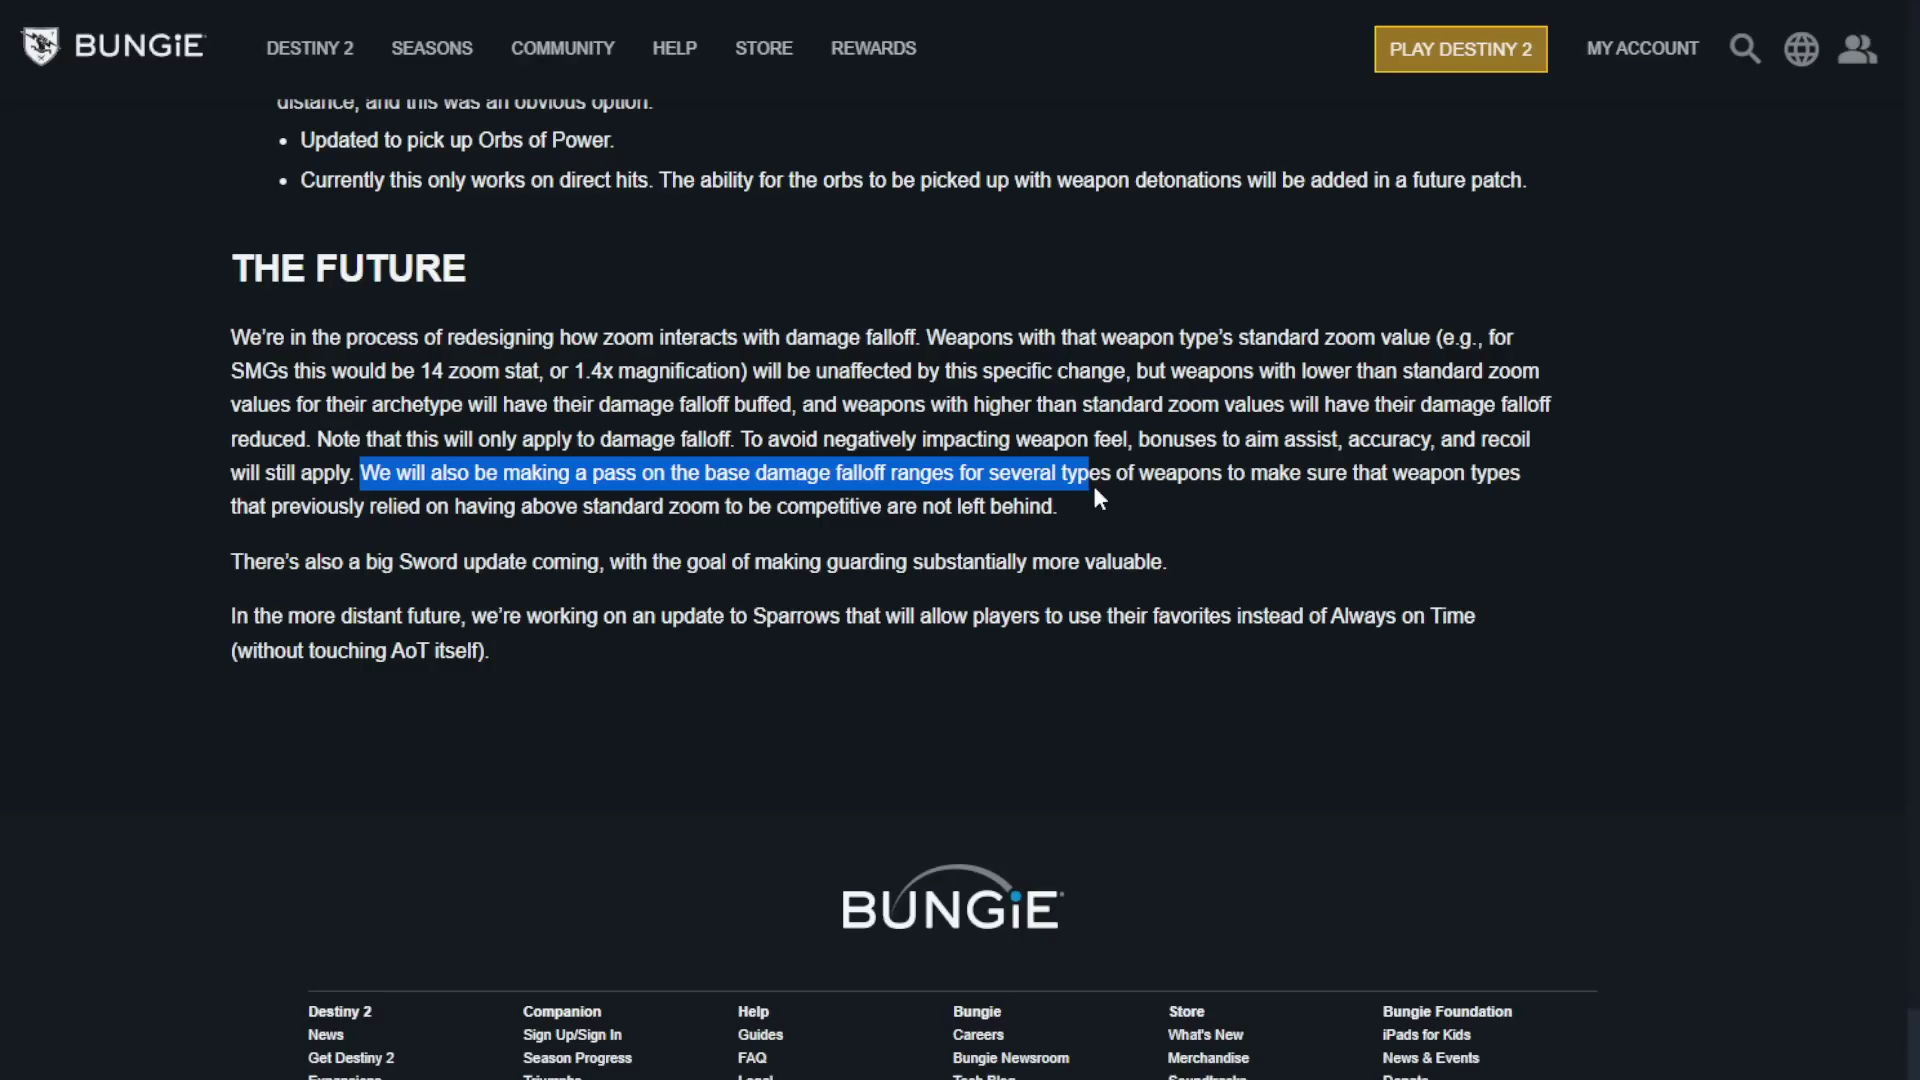 BUNGiE
DESTINY 2 SEASONS COMMUNITY HELP STORE REWARDS PLAY DESTINY 2 MY ACCOUNT
distance, and this was an obvious option.
• Updated to pick up Orbs of Power.
• Currently this only works on direct hits. The ability for the orbs to be picked up with weapon detonations will be added in a future patch.
THE FUTURE
We're in the process of redesigning how zoom interacts with damage falloff. Weapons with that weapon type's standard zoom value (e.g., for
SMGs this would be 14 zoom stat, or 1.4x magnification) will be unaffected by this specific change, but weapons with lower than standard zoom
values for their archetype will have their damage falloff buffed, and weapons with higher than standard zoom values will have their damage falloff
reduced. Note that this will only apply to damage falloff. To avoid negatively impacting weapon feel, bonuses to aim assist, accuracy, and recoil
will still apply. We will also be making a pass on the base damage falloff ranges for several types of weapons to make sure that weapon types
that previously relied on having above standard zoom to be competitive are not left behind.
There's also a big Sword update coming, with the goal of making guarding substantially more valuable.
In the more distant future, we're working on an update to Sparrows that will allow players to use their favorites instead of Always on Time
(without touching AoT itself).
BUNGiE
Destiny 2 Companion Help Bungie Store Bungie Foundation
News Sign Up/Sign In Guides Careers What's New iPads for Kids
Get Destiny 2 Season Progress FAQ Bungie Newsroom Merchandise News & Events